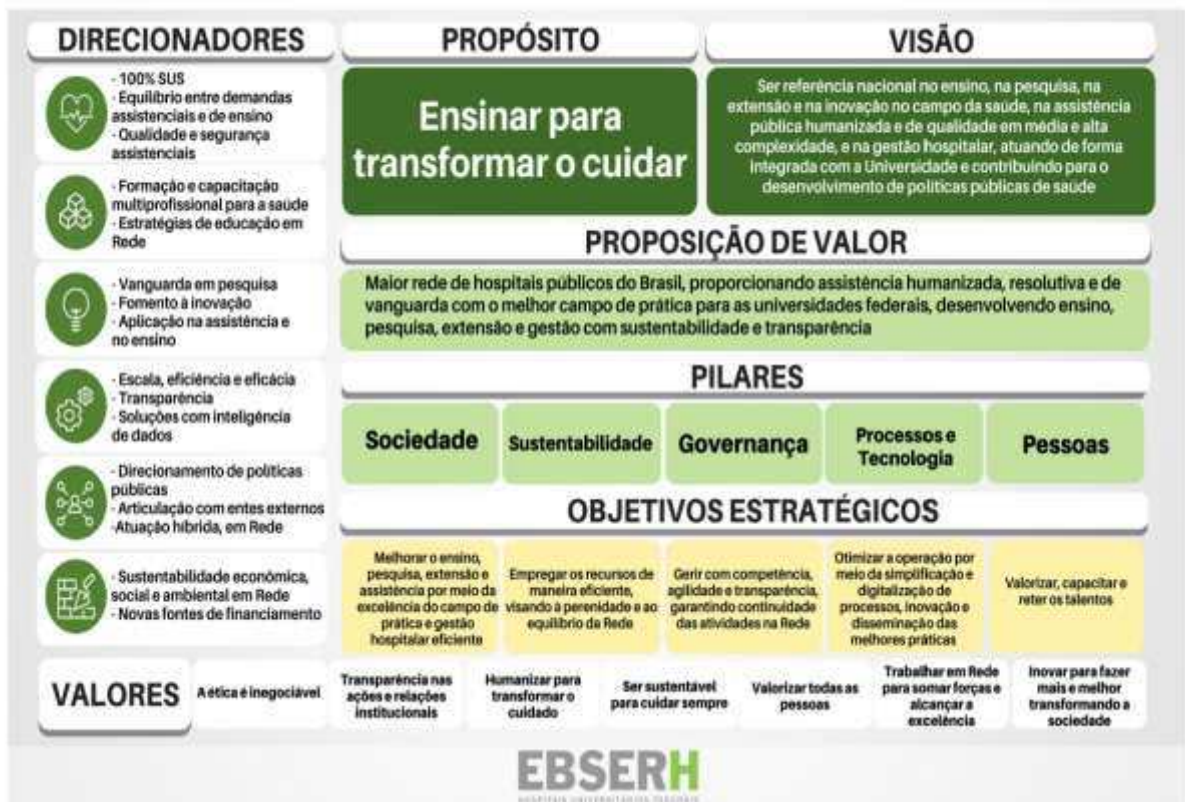 DIRECIONADORES
- 100% SUS
- Equilíbrio entre demandas
assistenciais e de ensino
- Qualidade e segurança
assistenciais
- Formação e capacitação
multiprofissional para a saúde
- Estratégias de educação em
Rede
- Vanguarda em pesquisa
- Fomento à inovação
- Aplicação na assistência e
no ensino
- Escala, eficiência e eficácia
- Transparência
- Soluções com inteligência
de dados
- Direcionamento de políticas
públicas
- Articulação com entes externos
-Atuação híbrida, em Rede
- Sustentabilidade econômica,
social e ambiental em Rede
- Novas fontes de financiamento
PROPÓSITO
Ensinar para
transformar o cuidar
VISÃO
Ser referência nacional no ensino, na pesquisa, na
extensão e na inovação no campo da saúde, na assistência
pública humanizada e de qualidade em média e alta
complexidade, e na gestão hospitalar, atuando de forma
integrada com a Universidade e contribuindo para o
desenvolvimento de políticas públicas de saúde
PROPOSIÇÃO DE VALOR
Maior rede de hospitais públicos do Brasil, proporcionando assistência humanizada, resolutiva e de
vanguarda com o melhor campo de prática para as universidades federais, desenvolvendo ensino,
pesquisa, extensão e gestão com sustentabilidade e transparência
PILARES
Sociedade
Sustentabilidade
Governança
Processos e
Tecnologia
Pessoas
OBJETIVOS ESTRATÉGICOS
Melhorar o ensino,
pesquisa, extensão e
assistência por meio da
excelência do campo de
prática e gestão
hospitalar eficiente
Empregar os recursos de
maneira eficiente,
visando à perenidade e ao
equilíbrio da Rede
Gerir com competência,
agilidade e transparência,
garantindo continuidade
das atividades na Rede
Otimizar a operação por
meio da simplificação e
digitalização de
processos, inovação e
disseminação das
melhores práticas
Valorizar, capacitar e
reter os talentos
VALORES
A ética é inegociável
Transparência nas
ações e relações
institucionais
Humanizar para
transformar o
cuidado
Ser sustentável
para cuidar sempre
Valorizar todas as
pessoas
Trabalhar em Rede
para somar forças e
alcançar a
excelência
Inovar para fazer
mais e melhor
transformando a
sociedade
EBSERH
HOSPITAIS UNIVERSITÁRIOS FEDERAIS